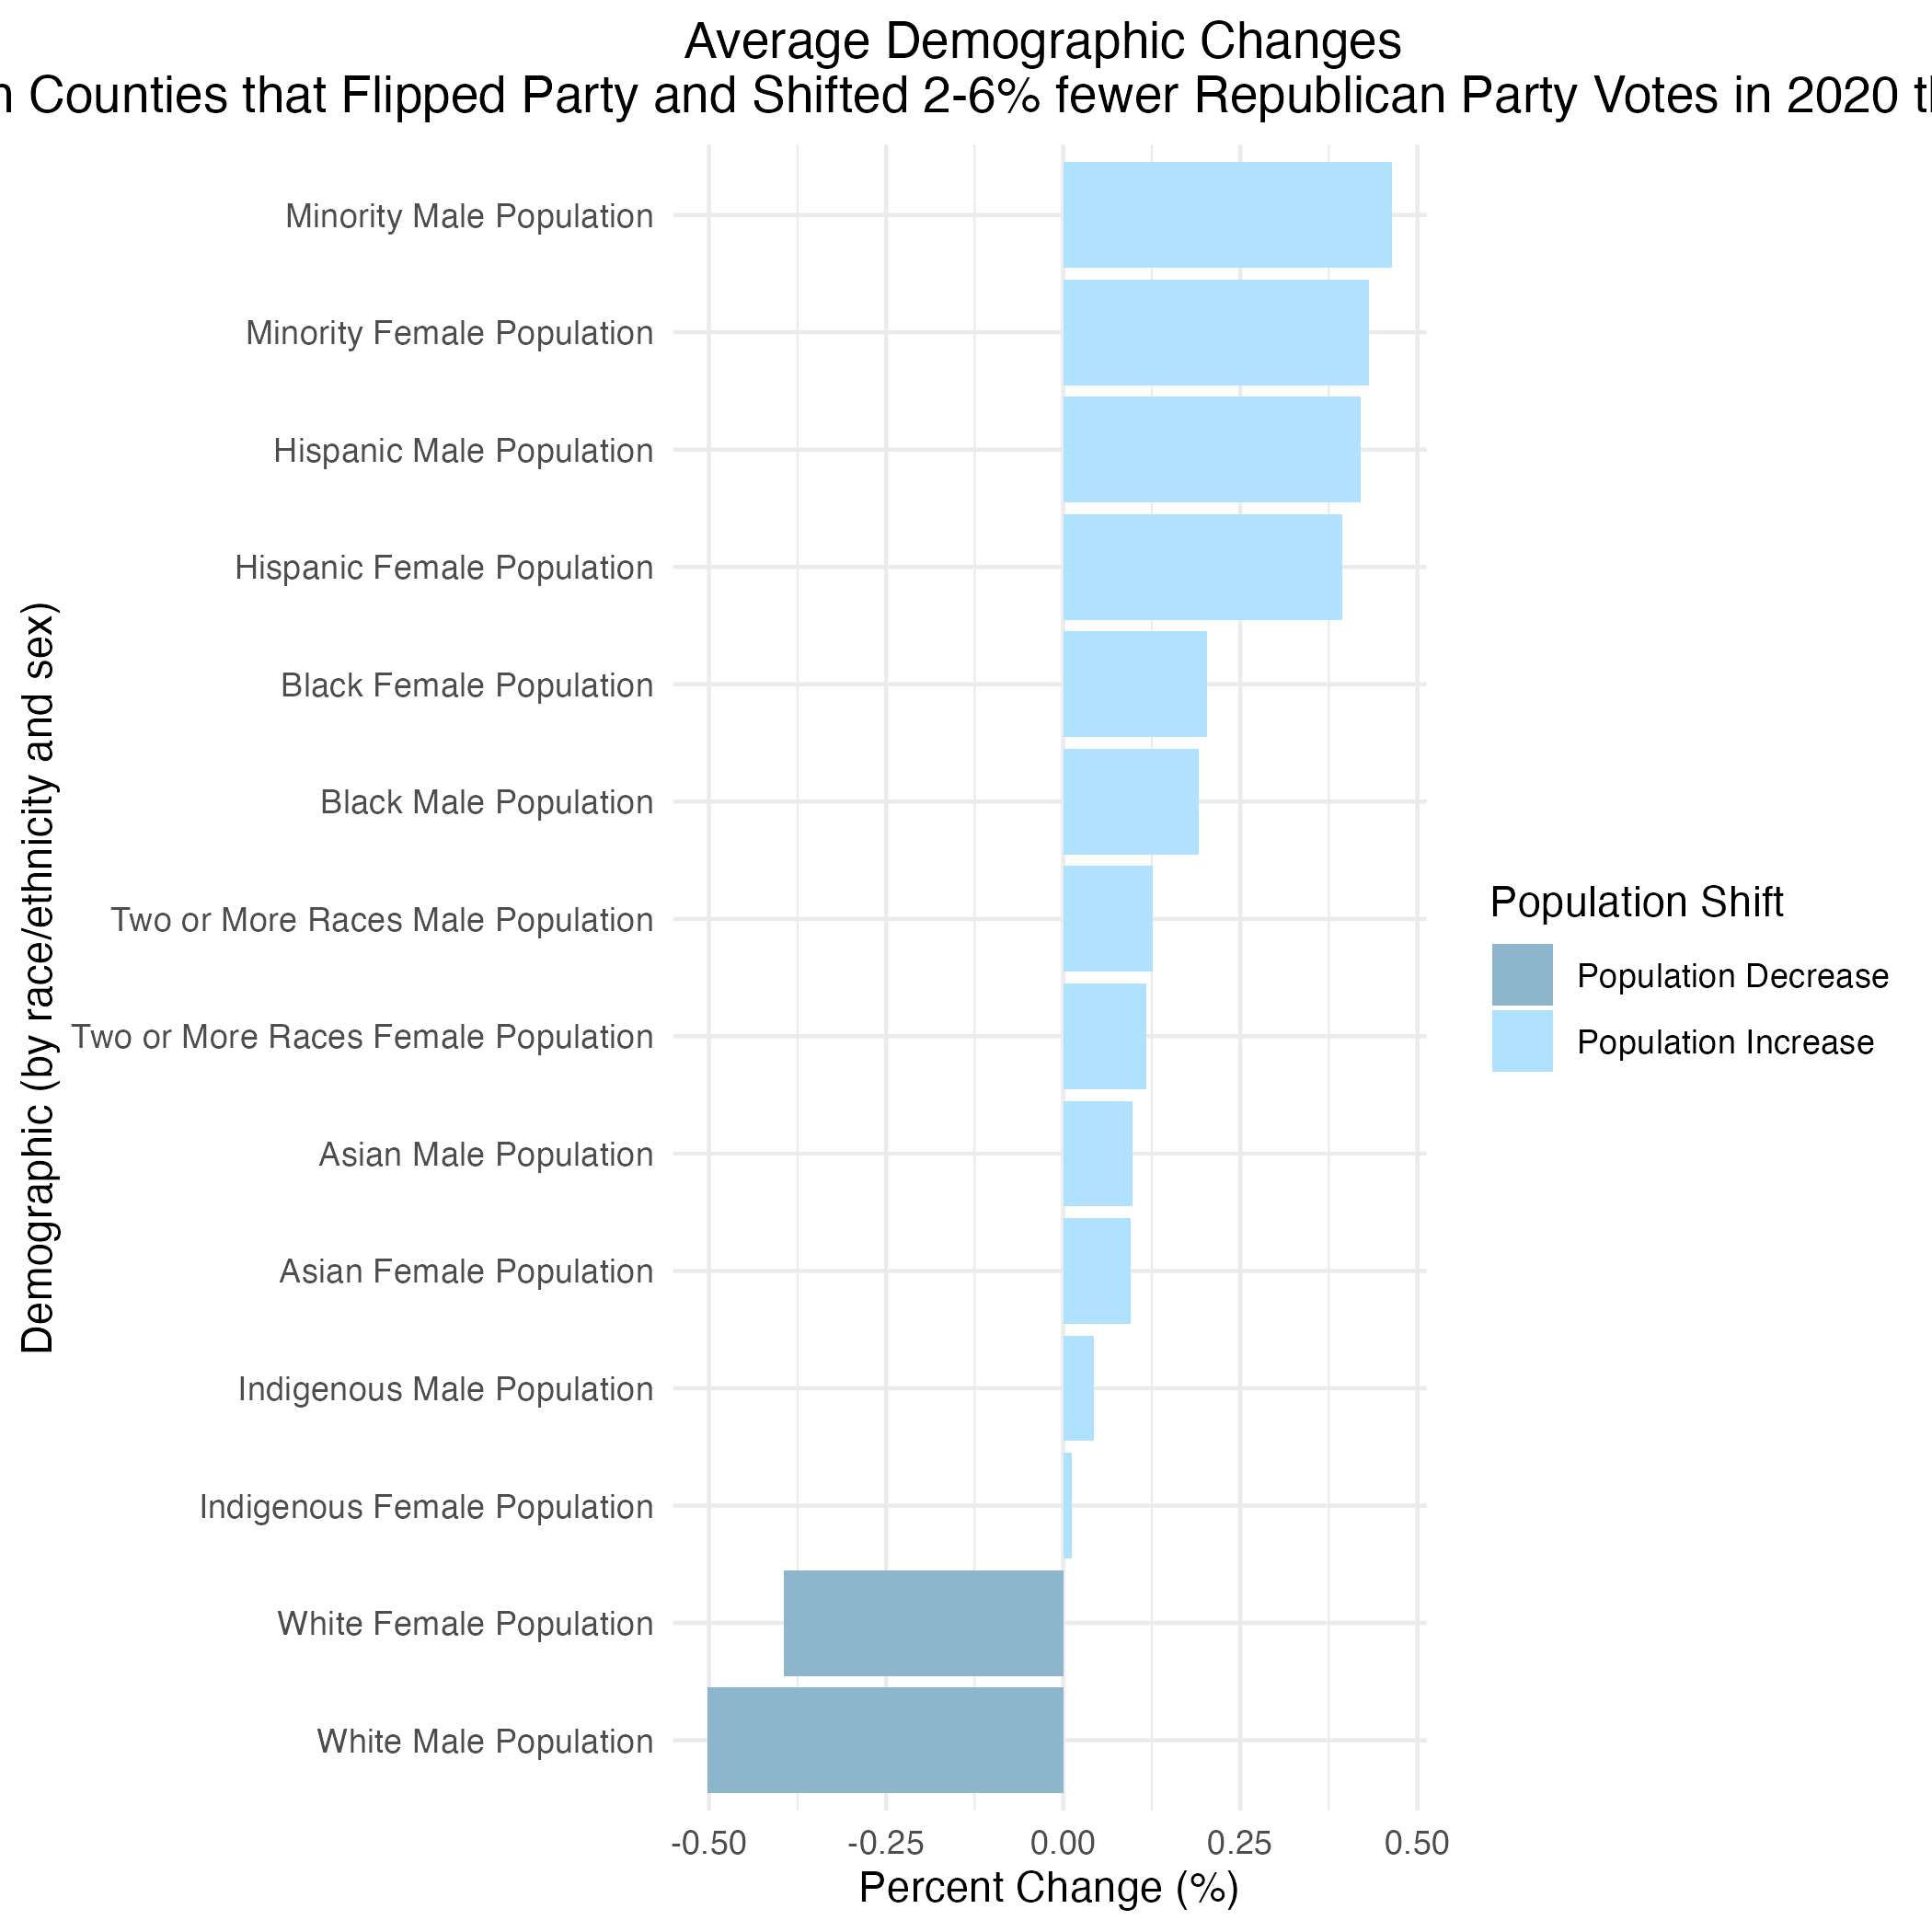 Average Demographic Changes
Counties that Flipped Party and Shifted 2-6% fewer Republican Party Votes in 2020
Minority Male Population
Minority Female Population
Hispanic Male Population
Hispanic Female Population
Black Female Population
Black Male Population
Two or More Races Male Population
Two or More Races Female Population
Asian Male Population
Asian Female Population
Indigenous Male Population
Indigenous Female Population
White Female Population
White Male Population
Demographic (by race/ethnicity and sex)
-0.50
-0.25
0.00
0.25
0.50
Percent Change (%)
Population Shift
Population Decrease
Population Increase